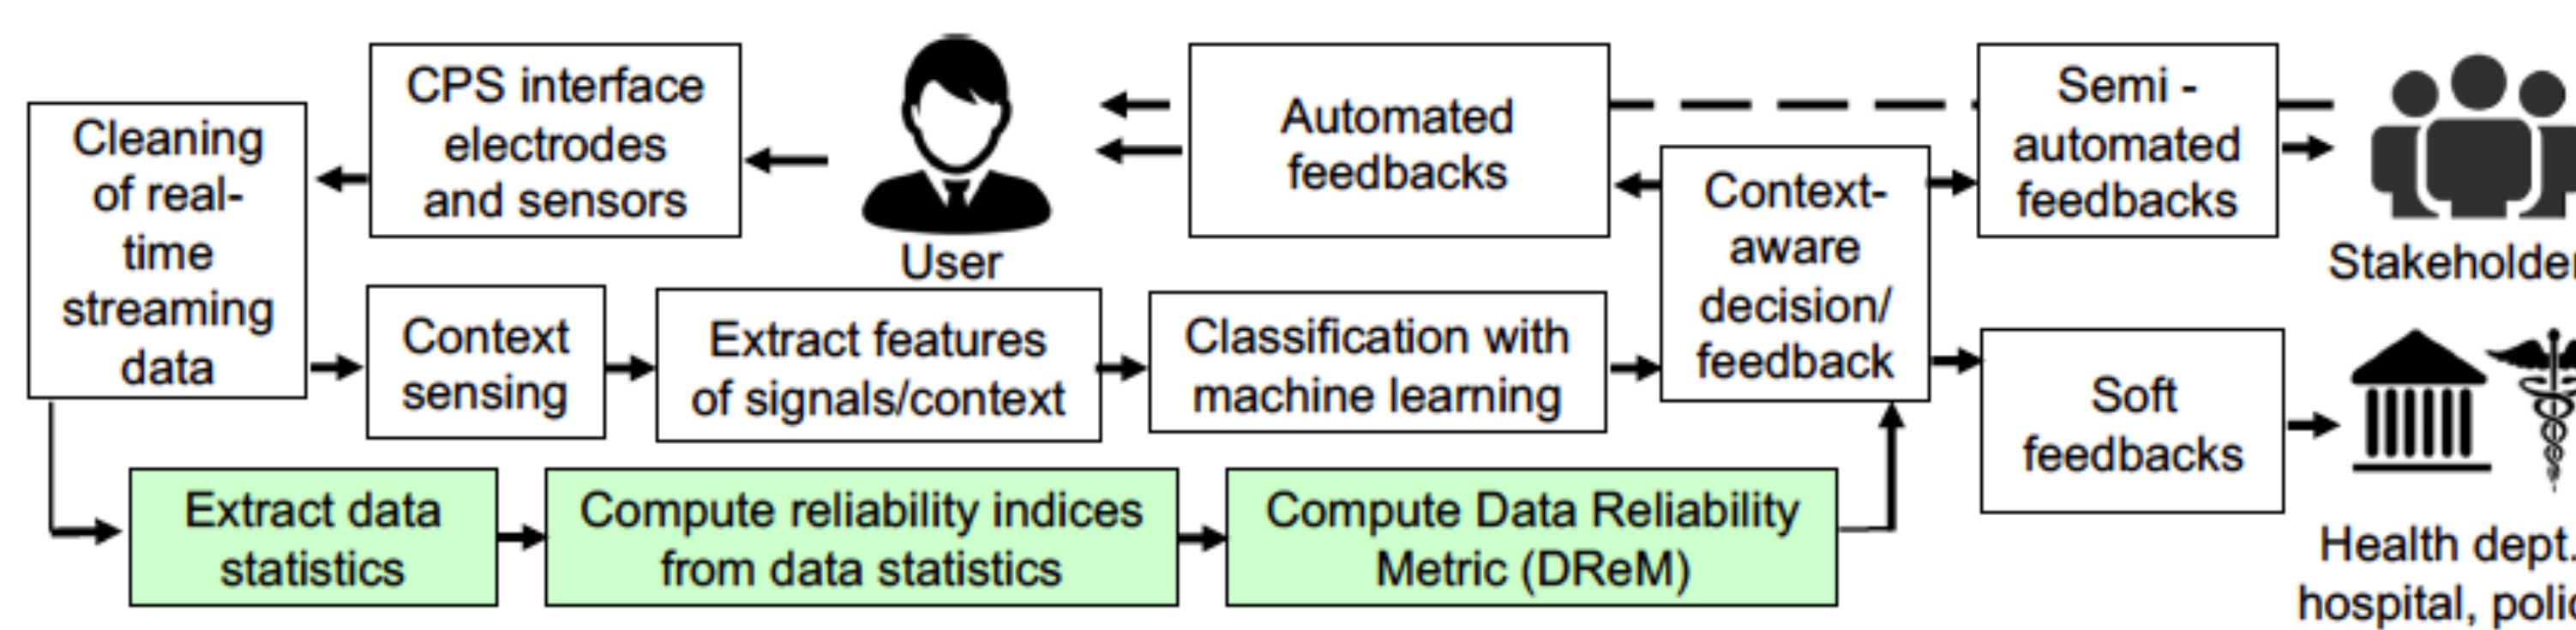 CPS interface
electrodes
and sensors
Cleaning
of real-
time
streaming
data
User
Automated
feedbacks
Semi -
automated
feedbacks
Context-
aware
decision/
feedback
Context
sensing
Extract features
of signals/context
Classification with
machine learning
Soft
feedbacks
Extract data
statistics
Compute reliability indices
from data statistics
Compute Data Reliability
Metric (DReM)
Health dept.
hospital,